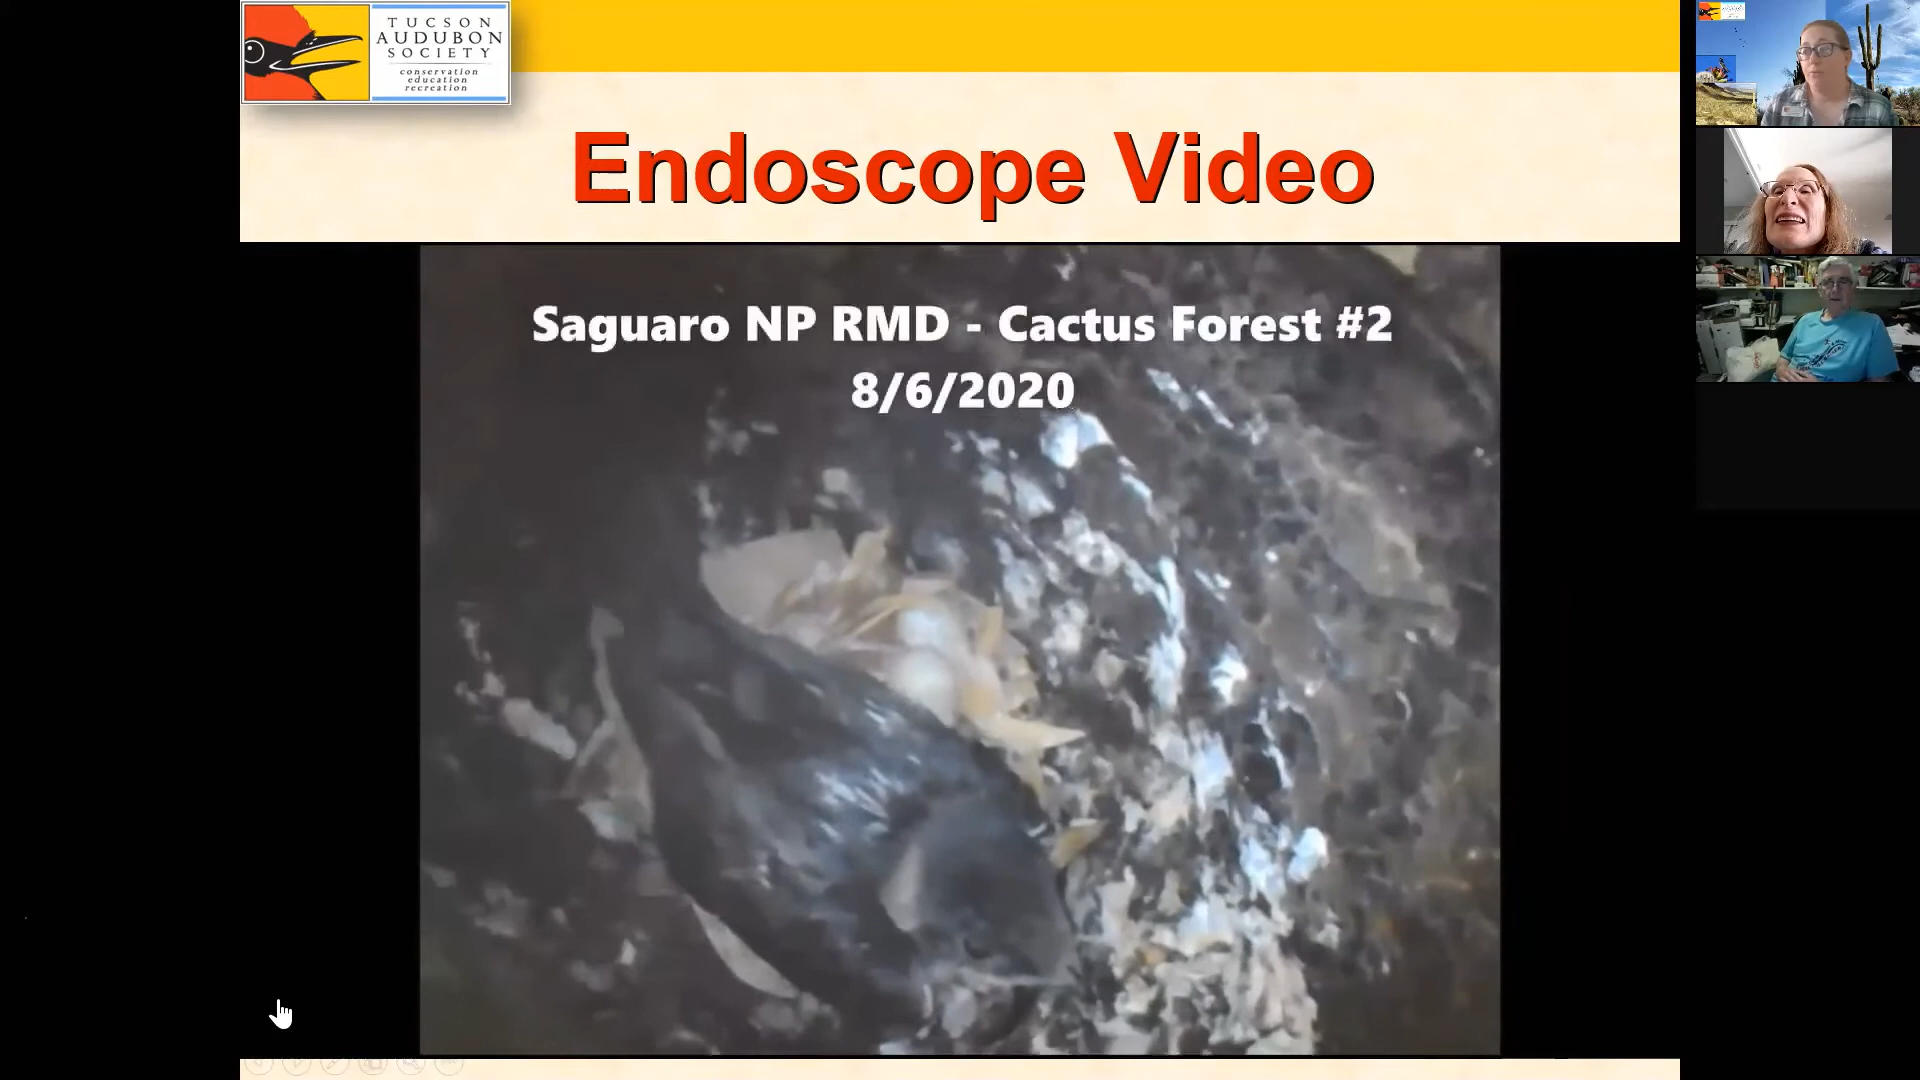 TUCSON
AUDUBON
SOCIETY
conservation
education
recreation
Endoscope Video
Saguaro NP RMD - Cactus Forest #2
8/6/2020